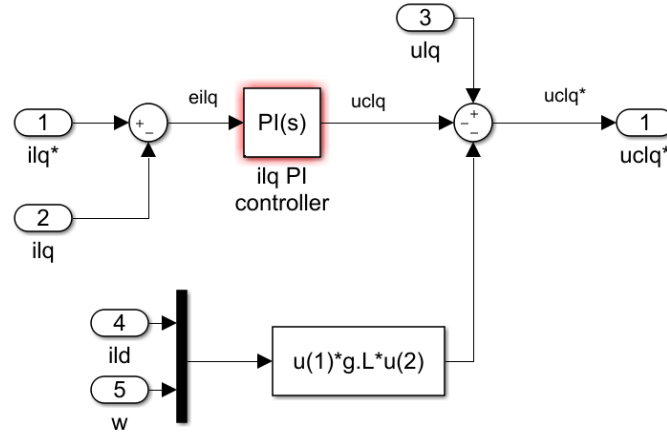 3
ulq
eilq
uclq
uclq*
1
ilq*
+
−
PI(s)
−
+
−
1
uclq*
ilq PI
controller
2
ilq
4
ild
u(1)*g.L*u(2)
5
w